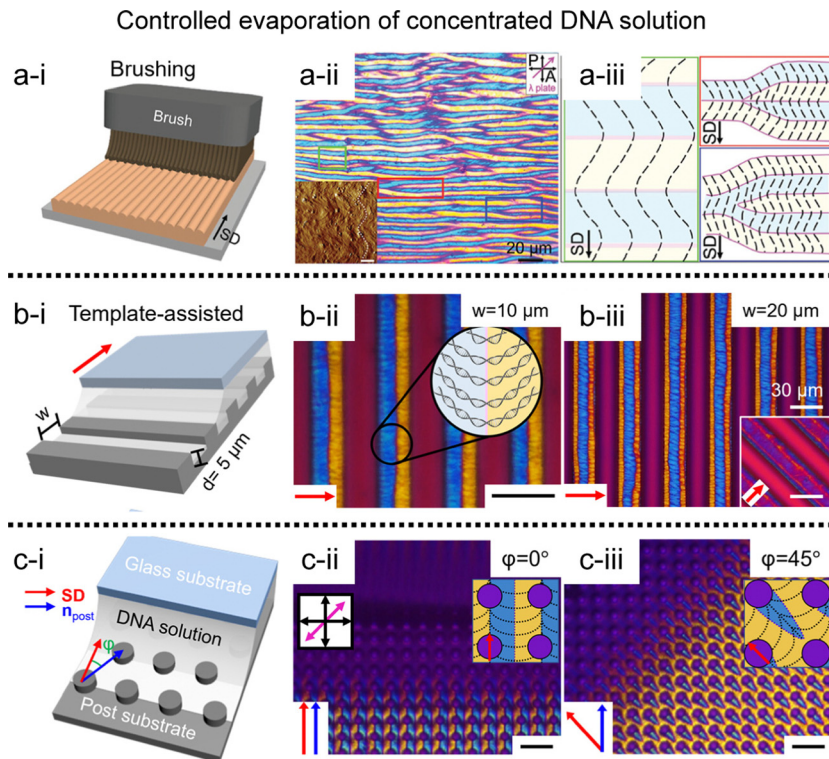 Controlled evaporation of concentrated DNA solution
a-i
Brushing
Brush
SD
a-ii
P
A
λ plate
20 μm
a-iii
SD
SD
SD
b-i
Template-assisted
w
d= 5 μm
b-ii
w=10 μm
b-iii
w=20 μm
30 μm
c-i
Glass substrate
SD
n_post
DNA solution
φ
Post substrate
c-ii
φ=0°
c-iii
φ=45°